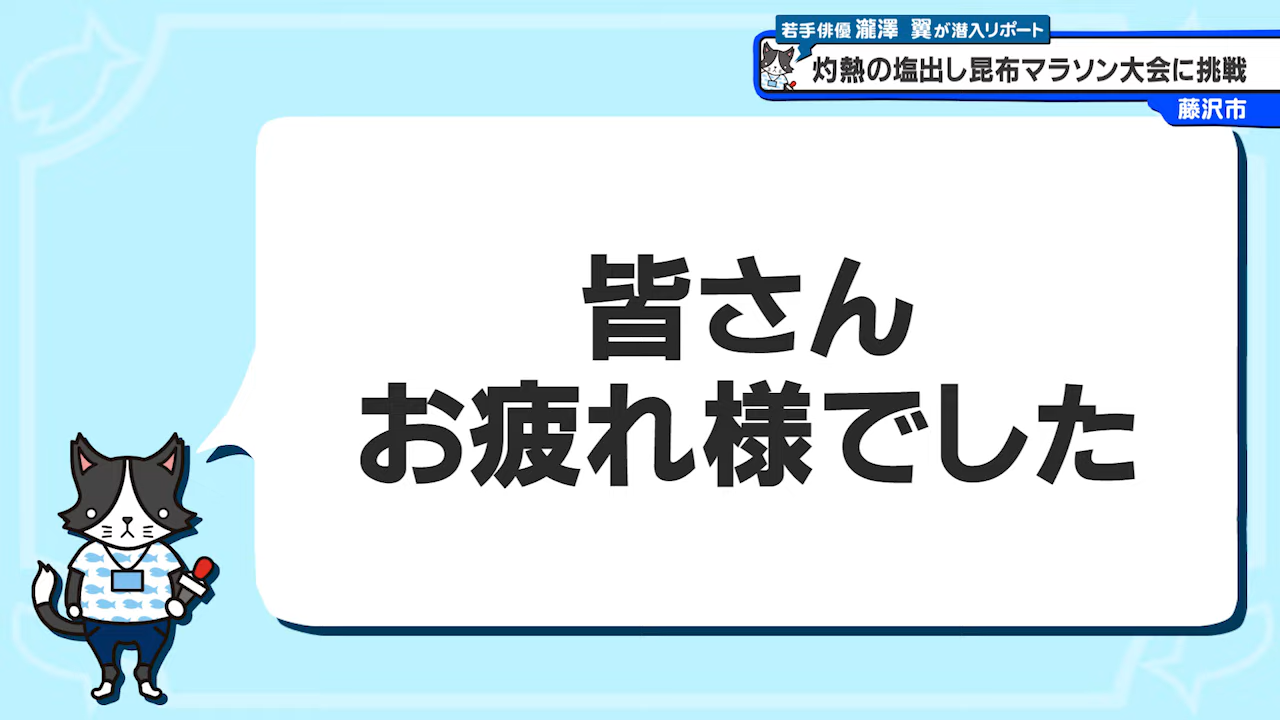 若手俳優 瀧澤 翼が潜入リポート
灼熱の塩出し昆布マラソン大会に挑戦
藤沢市
皆さん
お疲れ様でした